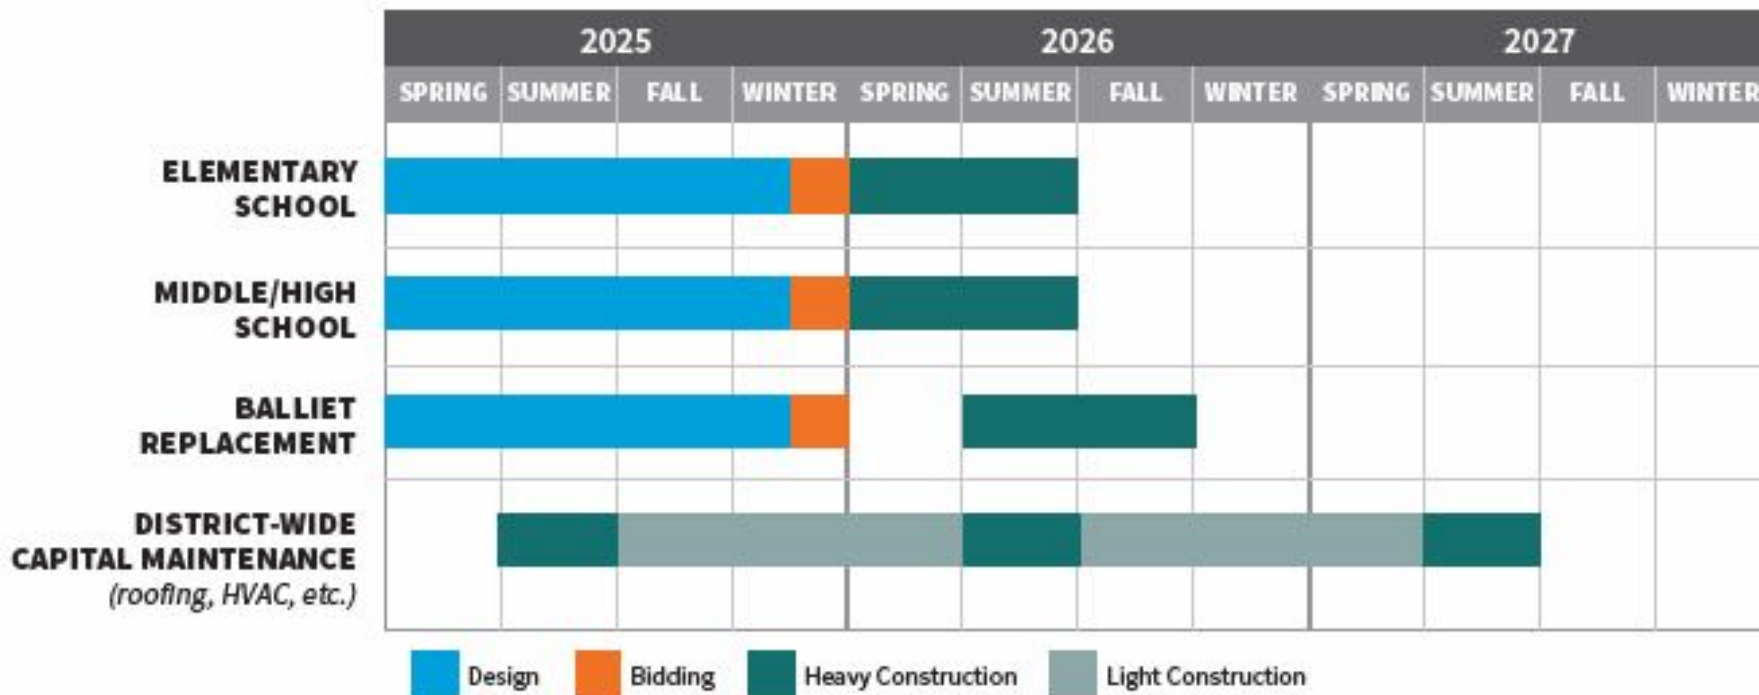 2025 2026 2027
SPRING SUMMER FALL WINTER SPRING SUMMER FALL WINTER SPRING SUMMER FALL WINTER
ELEMENTARY
SCHOOL
MIDDLE/HIGH
SCHOOL
BALLIET
REPLACEMENT
DISTRICT-WIDE
CAPITAL MAINTENANCE
(roofing, HVAC, etc.)
Design Bidding Heavy Construction Light Construction